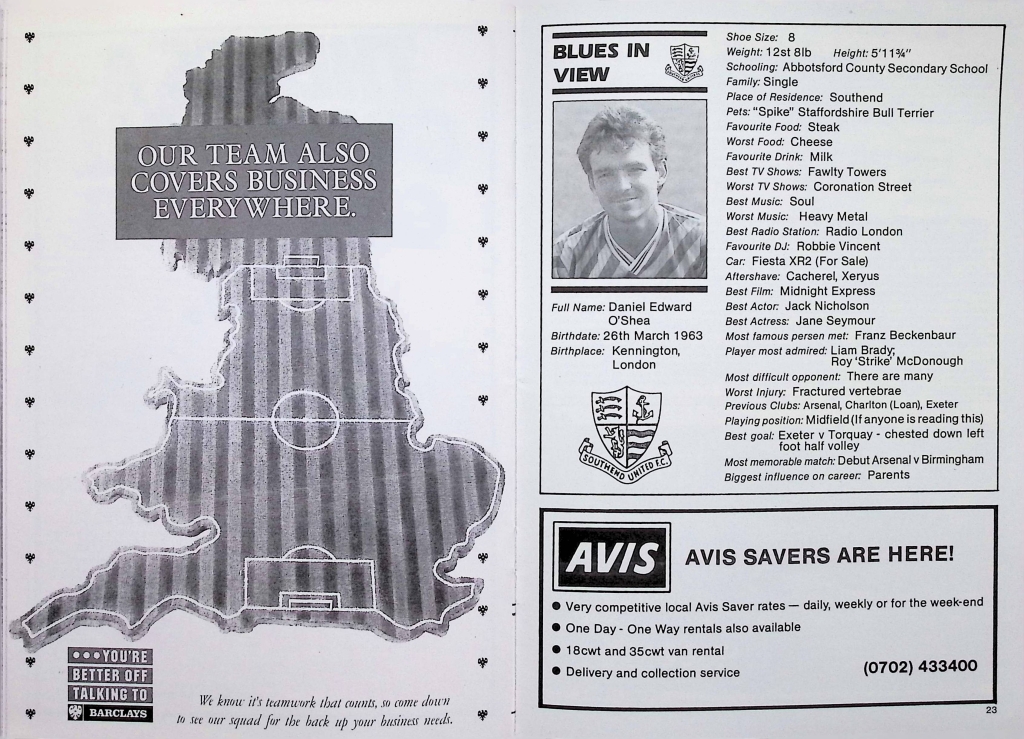 OUR TEAM ALSO
COVERS BUSINESS
EVERYWHERE.
•••YOU'RE
BETTER OFF
TALKING TO
BARCLAYS
We know it's teamwork that counts, so come down
to see our squad for the back up your business needs.
BLUES IN
VIEW
Full Name: Daniel Edward
O'Shea
Birthdate: 26th March 1963
Birthplace: Kennington,
London
SOUTHEND UNITED F.C.
Shoe Size: 8
Weight: 12st 8lb Height: 5'11¾"
Schooling: Abbotsford County Secondary School
Family: Single
Place of Residence: Southend
Pets: "Spike" Staffordshire Bull Terrier
Favourite Food: Steak
Worst Food: Cheese
Favourite Drink: Milk
Best TV Shows: Fawlty Towers
Worst TV Shows: Coronation Street
Best Music: Soul
Worst Music: Heavy Metal
Best Radio Station: Radio London
Favourite DJ: Robbie Vincent
Car: Fiesta XR2 (For Sale)
Aftershave: Cacherel, Xeryus
Best Film: Midnight Express
Best Actor: Jack Nicholson
Best Actress: Jane Seymour
Most famous persen met: Franz Beckenbaur
Player most admired: Liam Brady;
Roy 'Strike' McDonough
Most difficult opponent: There are many
Worst Injury: Fractured vertebrae
Previous Clubs: Arsenal, Charlton (Loan), Exeter
Playing position: Midfield (If anyone is reading this)
Best goal: Exeter v Torquay - chested down left
foot half volley
Most memorable match: Debut Arsenal v Birmingham
Biggest influence on career: Parents
AVIS
AVIS SAVERS ARE HERE!
● Very competitive local Avis Saver rates — daily, weekly or for the week-end
● One Day - One Way rentals also available
● 18cwt and 35cwt van rental
● Delivery and collection service
(0702) 433400
23